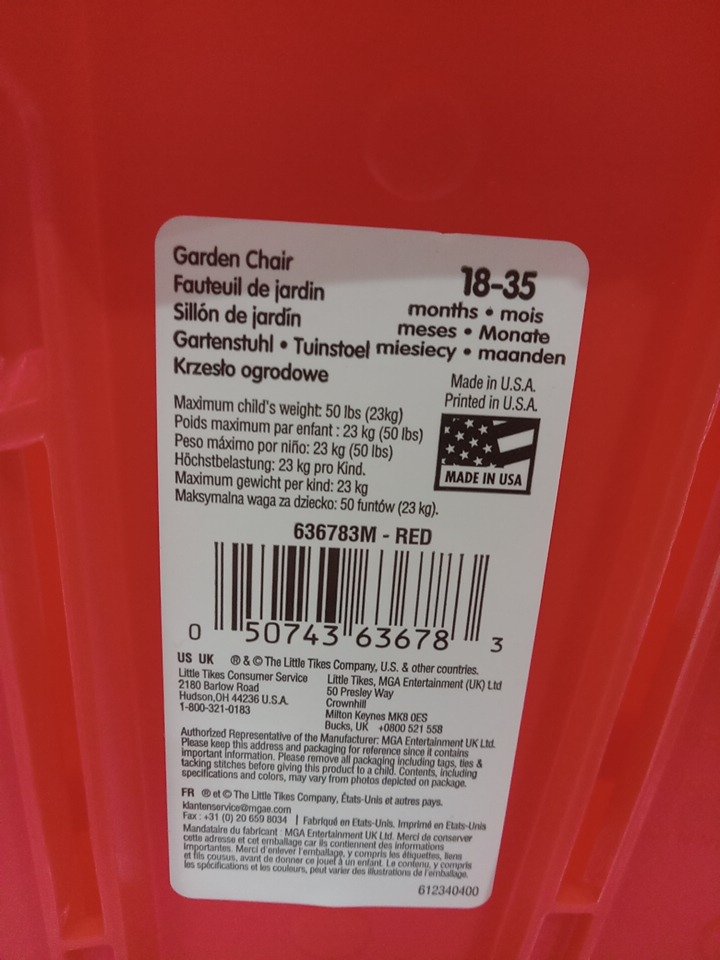 Garden Chair
Fauteuil de jardin
Sillón de jardín
Gartenstuhl • Tuinstoel
Krzesło ogrodowe
18-35
months • mois
meses • Monate
miesiecy • maanden
Made in U.S.A.
Printed in U.S.A.
MADE IN USA
Maximum child's weight: 50 lbs (23kg)
Poids maximum par enfant : 23 kg (50 lbs)
Peso máximo por niño: 23 kg (50 lbs)
Höchstbelastung: 23 kg pro Kind.
Maximum gewicht per kind: 23 kg
Maksymalna waga za dziecko: 50 funtów (23 kg).
636783M - RED
0 50743 63678 3
US UK ® & © The Little Tikes Company, U.S. & other countries.
Little Tikes Consumer Service
2180 Barlow Road
Hudson,OH 44236 U.S.A.
1-800-321-0183
Little Tikes, MGA Entertainment (UK) Ltd
50 Presley Way
Crownhill
Milton Keynes MK8 0ES
Bucks, UK +0800 521 558
Authorized Representative of the Manufacturer: MGA Entertainment UK Ltd.
Please keep this address and packaging for reference since it contains
important information. Please remove all packaging including tags, ties &
tacking stitches before giving this product to a child. Contents, including
specifications and colors, may vary from photos depicted on package.
FR ® et © The Little Tikes Company, États-Unis et autres pays.
klantenservice@mgae.com
Fax : +31 (0) 20 659 8034 | Fabriqué en Etats-Unis. Imprimé en Etats-Unis
Mandataire du fabricant : MGA Entertainment UK Ltd. Merci de conserver
cette adresse et cet emballage car ils contiennent des informations
importantes. Merci d'enlever l'emballage, y compris les étiquettes, liens
et fils cousus, avant de donner ce jouet à un enfant. Le contenu, y compris
les spécifications et les couleurs, peut varier des illustrations de l'emballage.
612340400